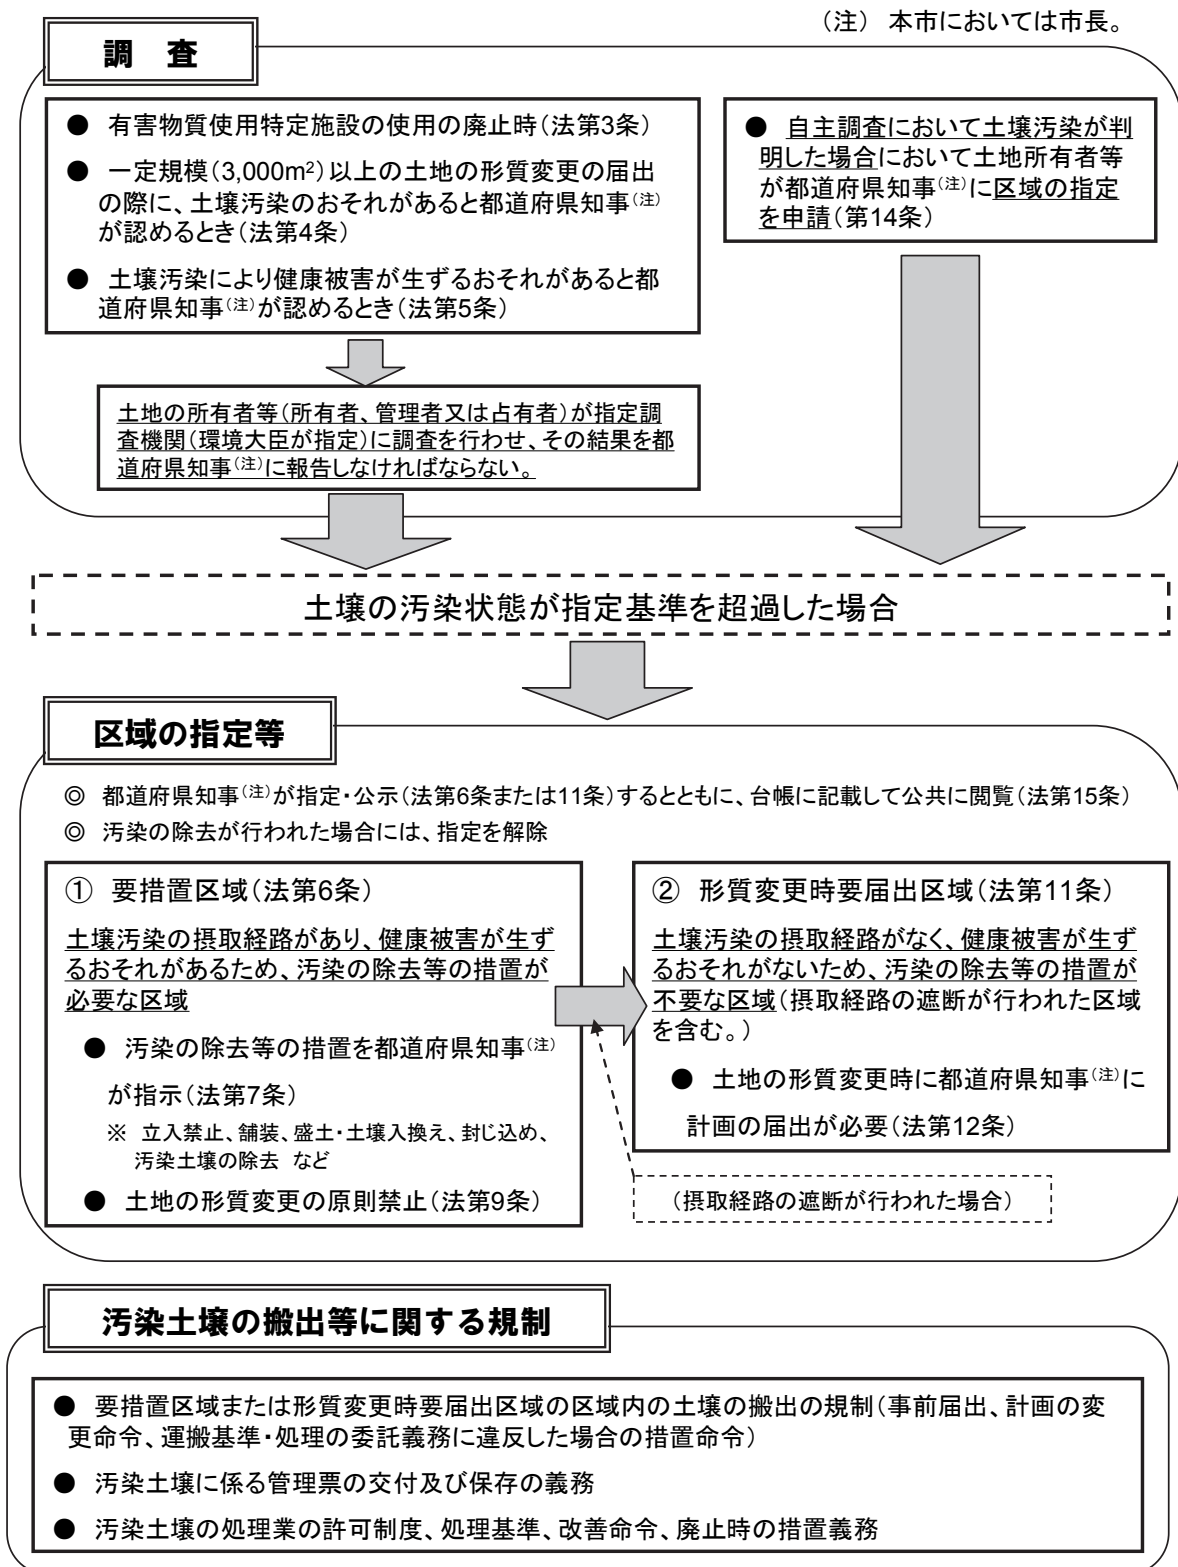 （注） 本市においては市長。
調　査
● 有害物質使用特定施設の使用の廃止時（法第3条）
● 一定規模（3,000m²）以上の土地の形質変更の届出
の際に、土壌汚染のおそれがあると都道府県知事（注）
が認めるとき（法第4条）
● 土壌汚染により健康被害が生ずるおそれがあると都
道府県知事（注）が認めるとき（法第5条）
● 自主調査において土壌汚染が判
明した場合において土地所有者等
が都道府県知事（注）に区域の指定
を申請（第14条）
土地の所有者等（所有者、管理者又は占有者）が指定調
査機関（環境大臣が指定）に調査を行わせ、その結果を都
道府県知事（注）に報告しなければならない。
土壌の汚染状態が指定基準を超過した場合
区域の指定等
◎ 都道府県知事（注）が指定・公示（法第6条または11条）するとともに、台帳に記載して公共に閲覧（法第15条）
◎ 汚染の除去が行われた場合には、指定を解除
① 要措置区域（法第6条）
土壌汚染の摂取経路があり、健康被害が生ず
るおそれがあるため、汚染の除去等の措置が
必要な区域
● 汚染の除去等の措置を都道府県知事（注）
が指示（法第7条）
※ 立入禁止、舗装、盛土・土壌入換え、封じ込め、
汚染土壌の除去 など
● 土地の形質変更の原則禁止（法第9条）
② 形質変更時要届出区域（法第11条）
土壌汚染の摂取経路がなく、健康被害が生ず
るおそれがないため、汚染の除去等の措置が
不要な区域（摂取経路の遮断が行われた区域
を含む。）
● 土地の形質変更時に都道府県知事（注）に
計画の届出が必要（法第12条）
（摂取経路の遮断が行われた場合）
汚染土壌の搬出等に関する規制
● 要措置区域または形質変更時要届出区域の区域内の土壌の搬出の規制（事前届出、計画の変
更命令、運搬基準・処理の委託義務に違反した場合の措置命令）
● 汚染土壌に係る管理票の交付及び保存の義務
● 汚染土壌の処理業の許可制度、処理基準、改善命令、廃止時の措置義務